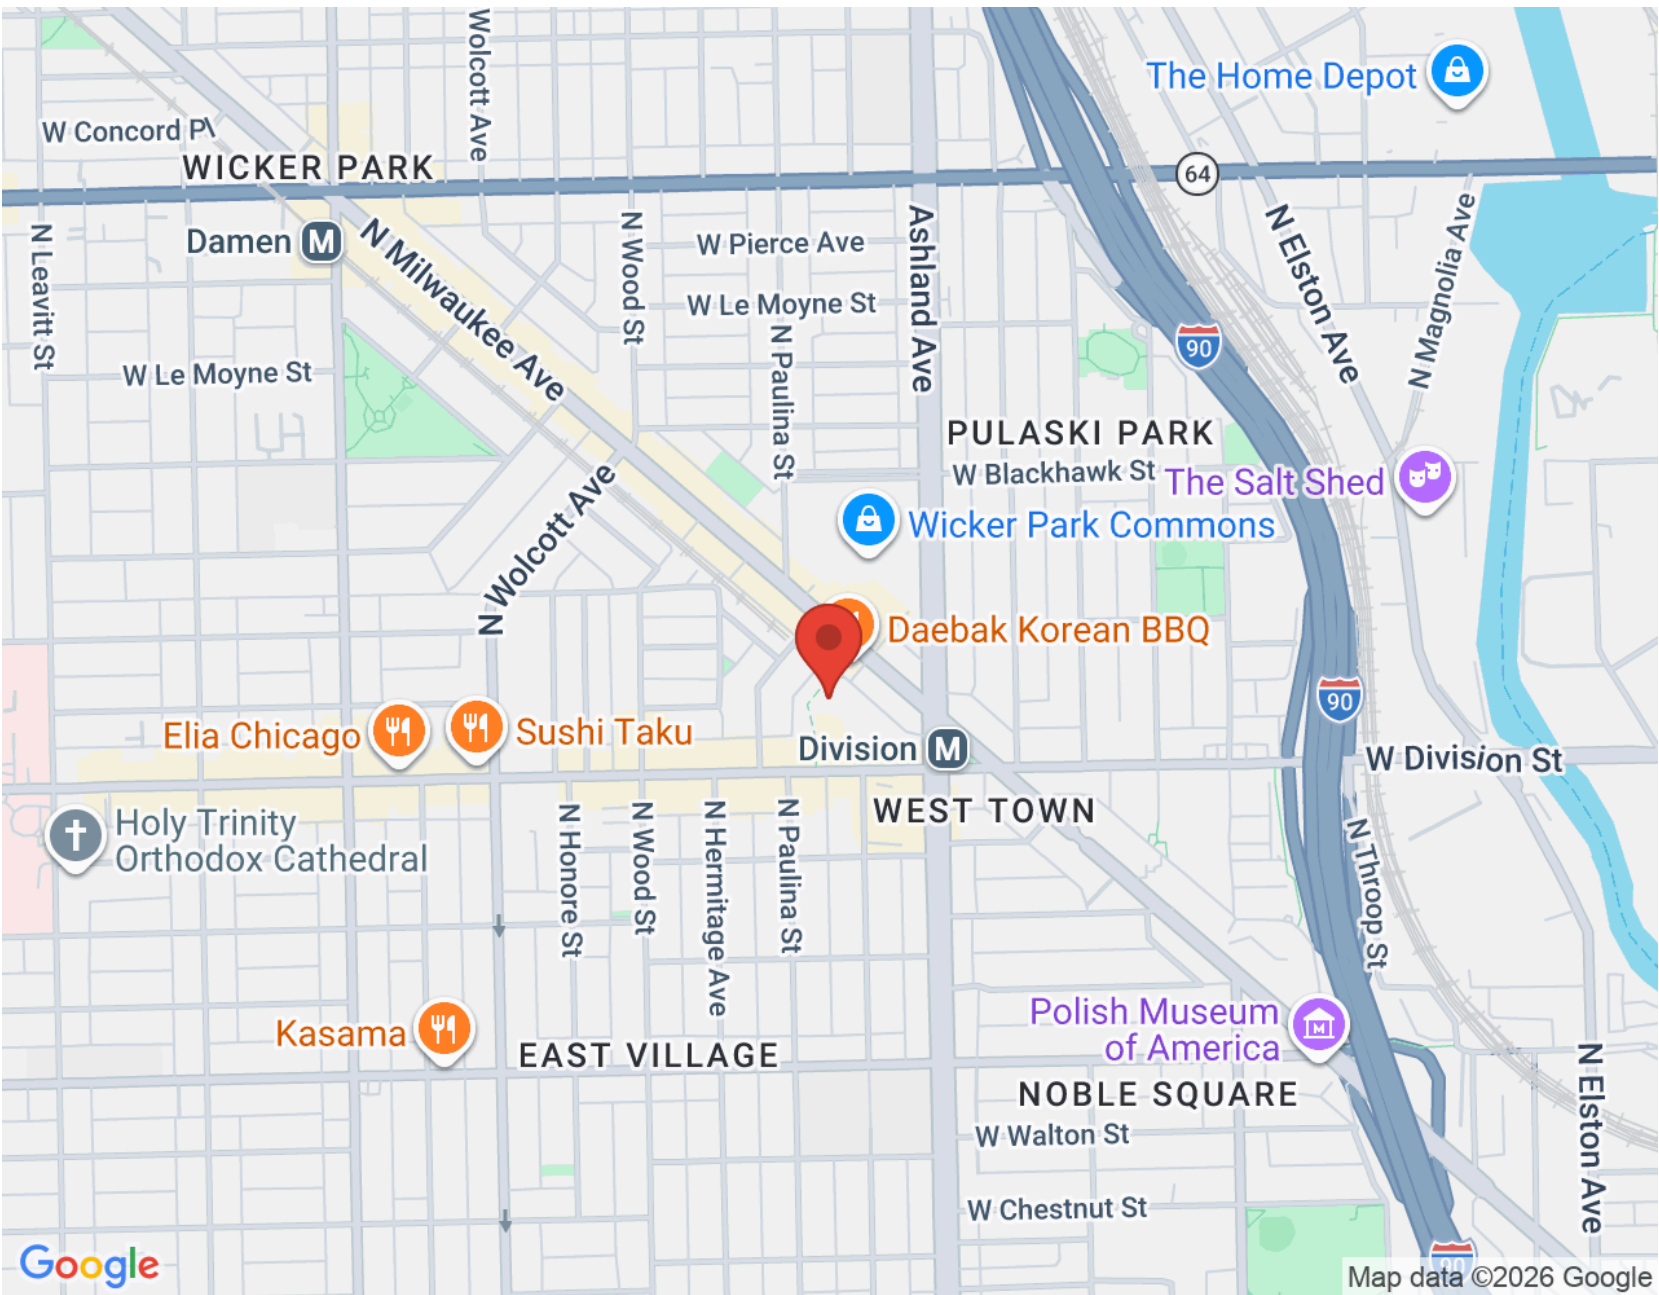 Wolcott Ave
The Home Depot
W Concord Pl
WICKER PARK
64
N Leavitt St
Damen M
N Milwaukee Ave
N Wood St
W Pierce Ave
Ashland Ave
N Elston Ave
N Magnolia Ave
W Le Moyne St
N Paulina St
90
W Le Moyne St
PULASKI PARK
W Blackhawk St
The Salt Shed
N Wolcott Ave
Wicker Park Commons
Daebak Korean BBQ
90
Elia Chicago
Sushi Taku
Division M
W Division St
WEST TOWN
Holy Trinity
Orthodox Cathedral
N Honore St
N Wood St
N Hermitage Ave
N Paulina St
N Throop St
Kasama
EAST VILLAGE
Polish Museum
of America
NOBLE SQUARE
N Elston Ave
W Walton St
W Chestnut St
90
Google
Map data ©2026 Google